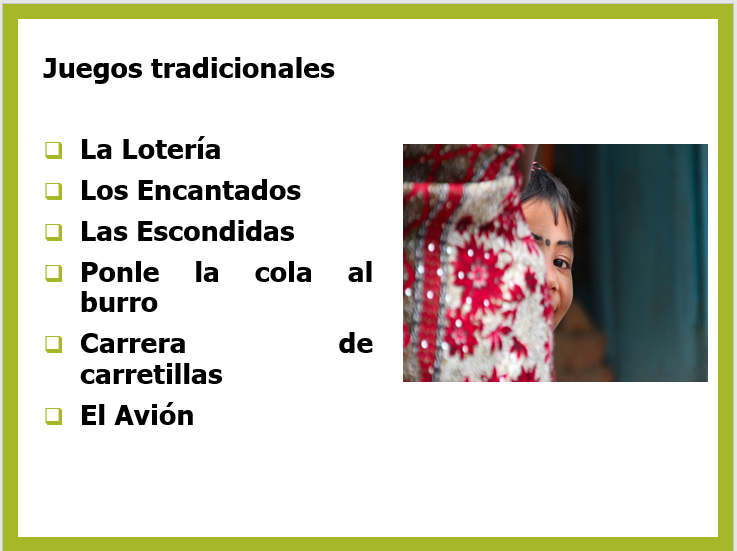 Juegos tradicionales
La Lotería
Los Encantados
Las Escondidas
Ponle la cola al
burro
Carrera de
carretillas
El Avión